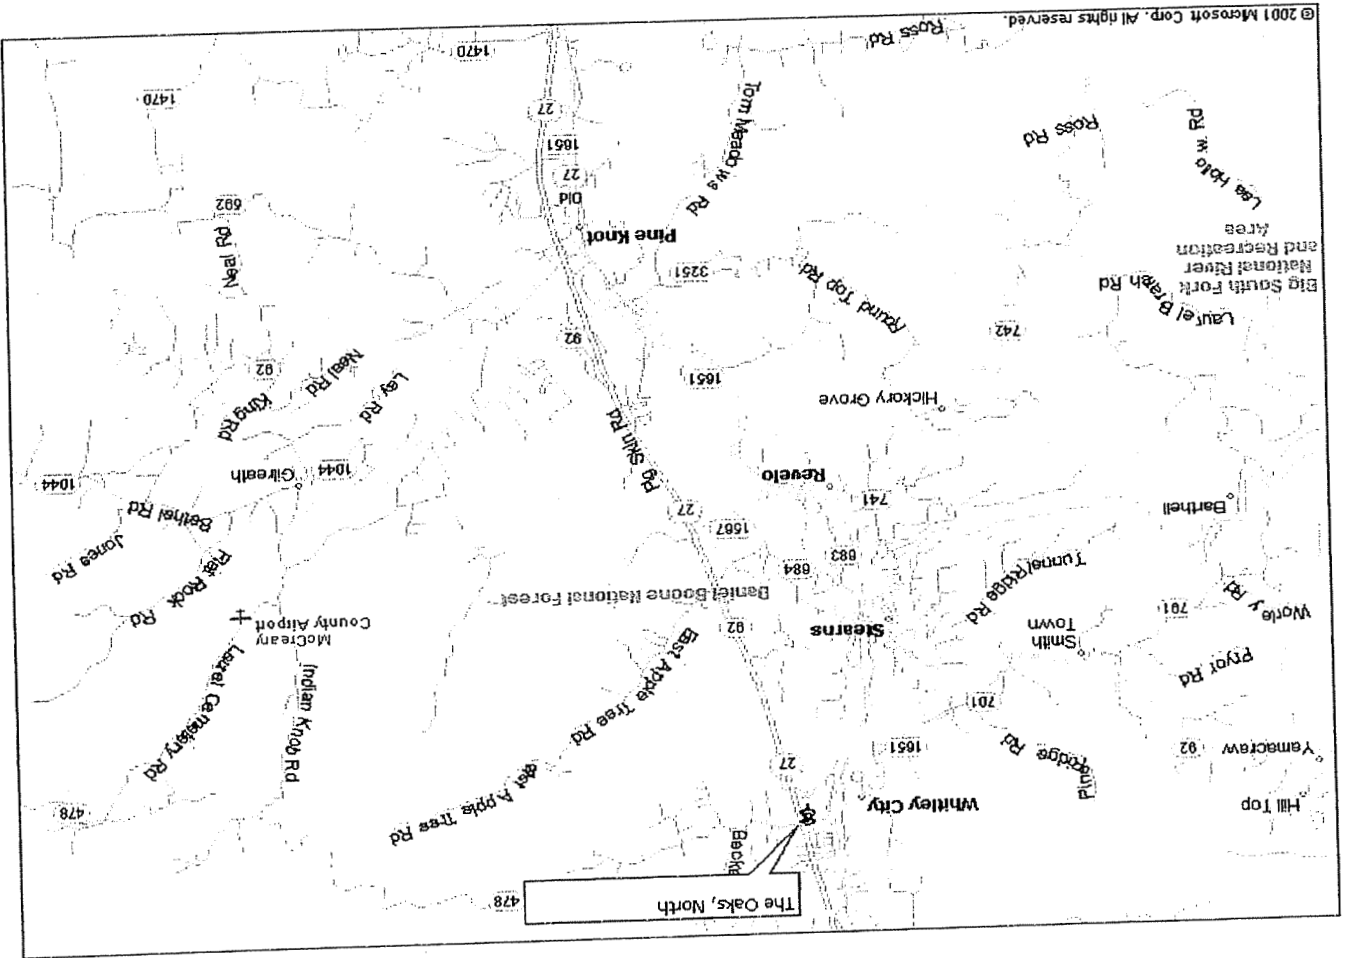 The Oaks, North
478
Becke
Hill Top
Whitley City
478
Yamacraw
92
Plum
Ridge Rd
1651
27
East Apple Tree Rd
Indian Knob Rd
Laurel Cemetery Rd
Pryor Rd
701
East Apple Tree Rd
Smith
Town
Stearns
92
McCreary
County Airport
Worley Rd
701
Tunnel Ridge Rd
Daniel Boone National Forest
Flat Rock Rd
684
683
Jones Rd
Barthell
741
1567
27
Bethel Rd
Revelo
Pig Skin Rd
1044
Gilreath
1044
Hickory Grove
Lay Rd
King Rd
1651
Neal Rd
92
742
92
Laurel Branch Rd
Round Top Rd
Big South Fork
National River
and Recreation
Area
3251
Neal Rd
Pine Knot
692
Lea Hollow Rd
Tom Meadows Rd
Old
27
Ross Rd
1651
27
1470
Ross Rd
1470
© 2001 Microsoft Corp. All rights reserved.